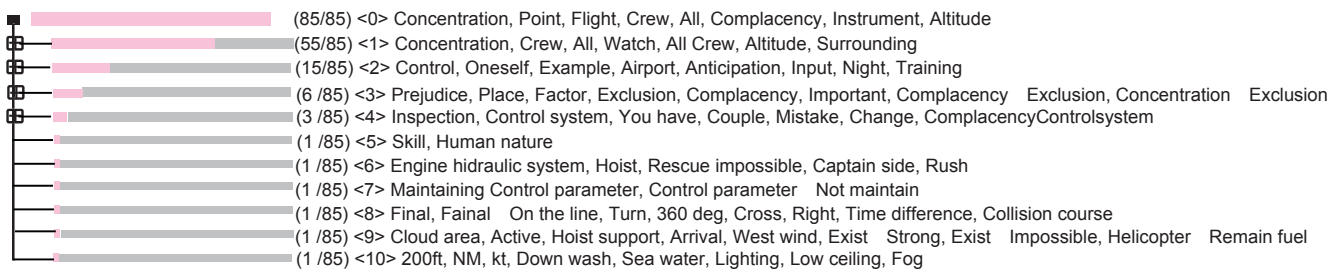 (85/85) <0> Concentration, Point, Flight, Crew, All, Complacency, Instrument, Altitude
(55/85) <1> Concentration, Crew, All, Watch, All Crew, Altitude, Surrounding
(15/85) <2> Control, Oneself, Example, Airport, Anticipation, Input, Night, Training
(6 /85) <3> Prejudice, Place, Factor, Exclusion, Complacency, Important, Complacency Exclusion, Concentration Exclusion
(3 /85) <4> Inspection, Control system, You have, Couple, Mistake, Change, ComplacencyControlsystem
(1 /85) <5> Skill, Human nature
(1 /85) <6> Engine hidraulic system, Hoist, Rescue impossible, Captain side, Rush
(1 /85) <7> Maintaining Control parameter, Control parameter Not maintain
(1 /85) <8> Final, Fainal On the line, Turn, 360 deg, Cross, Right, Time difference, Collision course
(1 /85) <9> Cloud area, Active, Hoist support, Arrival, West wind, Exist Strong, Exist Impossible, Helicopter Remain fuel
(1 /85) <10> 200ft, NM, kt, Down wash, Sea water, Lighting, Low ceiling, Fog